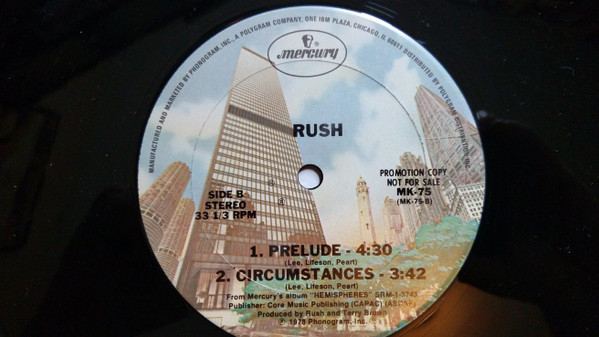 MANUFACTURED AND MARKETED BY PHONOGRAM, INC., A POLYGRAM COMPANY, ONE IBM PLAZA, CHICAGO, IL 60611 DISTRIBUTED BY POLYGRAM DISTRIBUTION, INC.
mercury
RUSH
PROMOTION COPY
NOT FOR SALE
MK-75
(MK-75-B)
SIDE B
STEREO
33 1/3 RPM
1. PRELUDE - 4:30
(Lee, Lifeson, Peart)
2. CIRCUMSTANCES - 3:42
(Lee, Lifeson, Peart)
From Mercury's album "HEMISPHERES" SRM-1-3743
Publisher: Core Music Publishing (CAPAC) (ASCAP)
Produced by Rush and Terry Brown
℗ 1978 Phonogram, Inc.